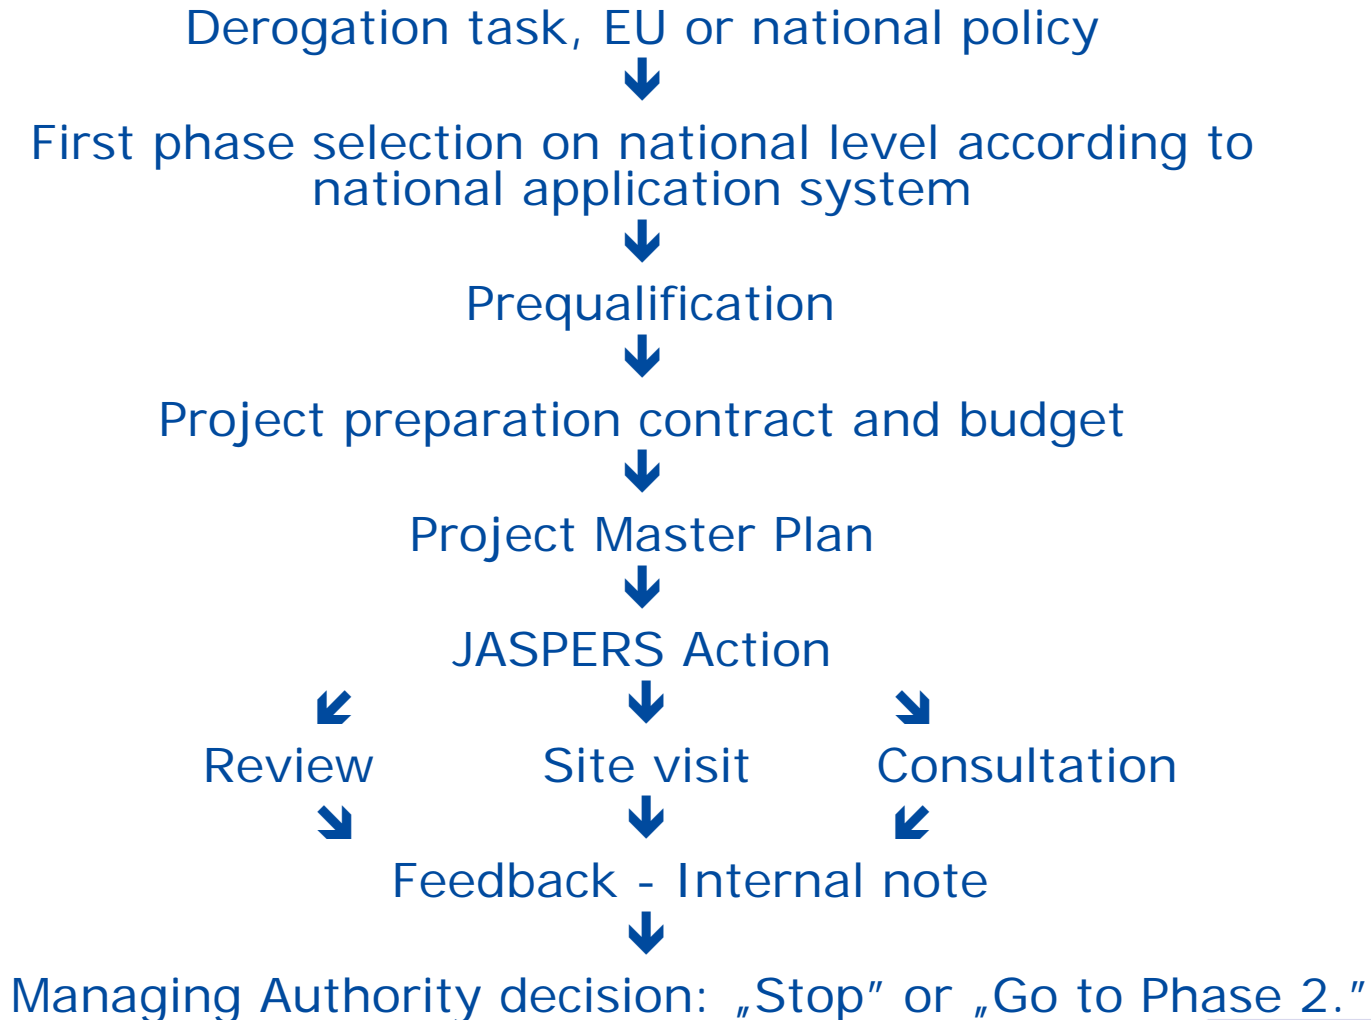 Derogation task, EU or national policy
First phase selection on national level according to
national application system
Prequalification
Project preparation contract and budget
Project Master Plan
JASPERS Action
Review Site visit Consultation
Feedback - Internal note
Managing Authority decision: „Stop” or „Go to Phase 2.”